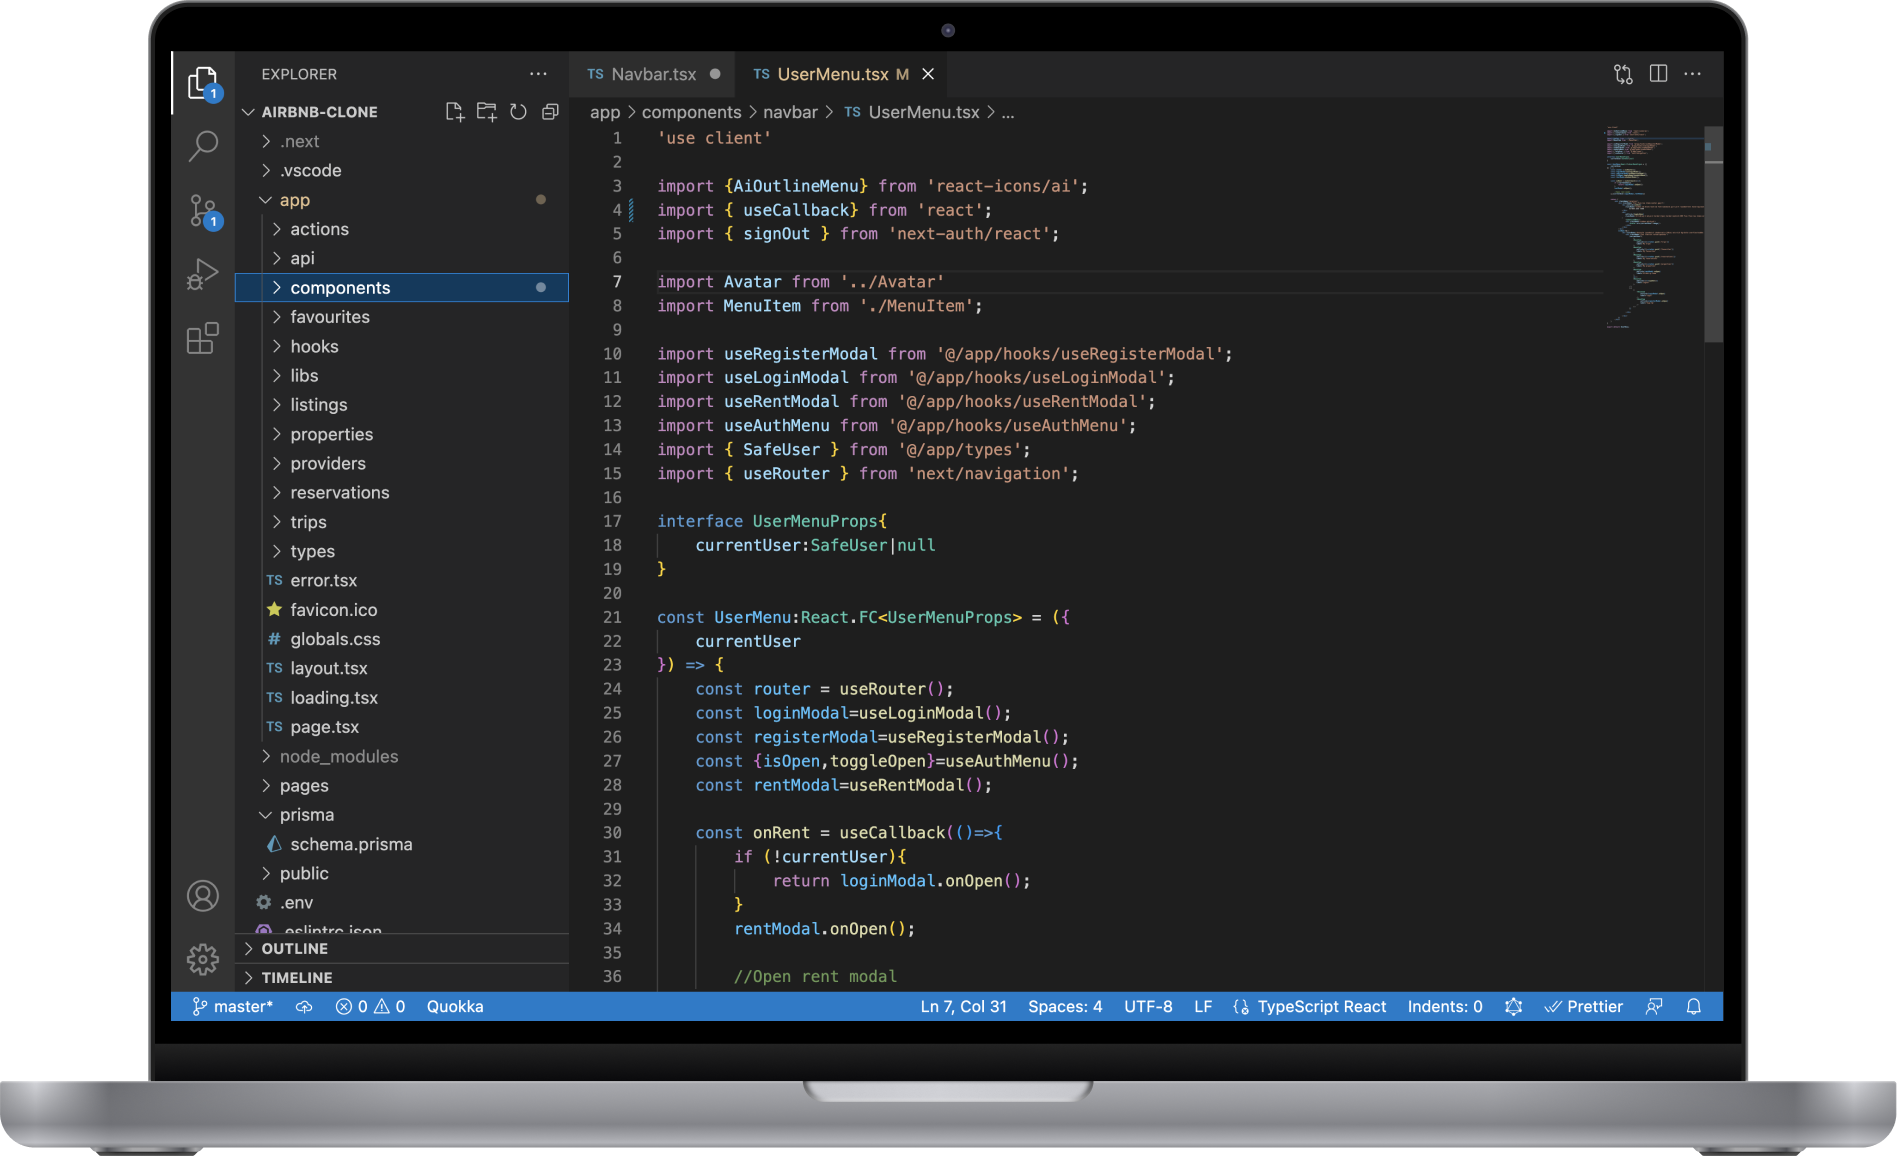 EXPLORER
AIRBNB-CLONE
.next
.vscode
app
actions
api
components
favourites
hooks
libs
listings
properties
providers
reservations
trips
types
TS error.tsx
favicon.ico
# globals.css
TS layout.tsx
TS loading.tsx
TS page.tsx
node_modules
pages
prisma
schema.prisma
public
.env
.eslintrc.json
OUTLINE
TIMELINE
1
1
TS Navbar.tsx
TS UserMenu.tsx M
app > components > navbar > TS UserMenu.tsx > ...
1 'use client'
2
3 import {AiOutlineMenu} from 'react-icons/ai';
4 import { useCallback} from 'react';
5 import { signOut } from 'next-auth/react';
6
7 import Avatar from '../Avatar'
8 import MenuItem from './MenuItem';
9
10 import useRegisterModal from '@/app/hooks/useRegisterModal';
11 import useLoginModal from '@/app/hooks/useLoginModal';
12 import useRentModal from '@/app/hooks/useRentModal';
13 import useAuthMenu from '@/app/hooks/useAuthMenu';
14 import { SafeUser } from '@/app/types';
15 import { useRouter } from 'next/navigation';
16
17 interface UserMenuProps{
18 currentUser:SafeUser|null
19 }
20
21 const UserMenu:React.FC<UserMenuProps> = ({
22 currentUser
23 }) => {
24 const router = useRouter();
25 const loginModal=useLoginModal();
26 const registerModal=useRegisterModal();
27 const {isOpen,toggleOpen}=useAuthMenu();
28 const rentModal=useRentModal();
29
30 const onRent = useCallback(()=>{
31 if (!currentUser){
32 return loginModal.onOpen();
33 }
34 rentModal.onOpen();
35
36 //Open rent modal
master* 0 0 Quokka Ln 7, Col 31 Spaces: 4 UTF-8 LF TypeScript React Indents: 0 Prettier